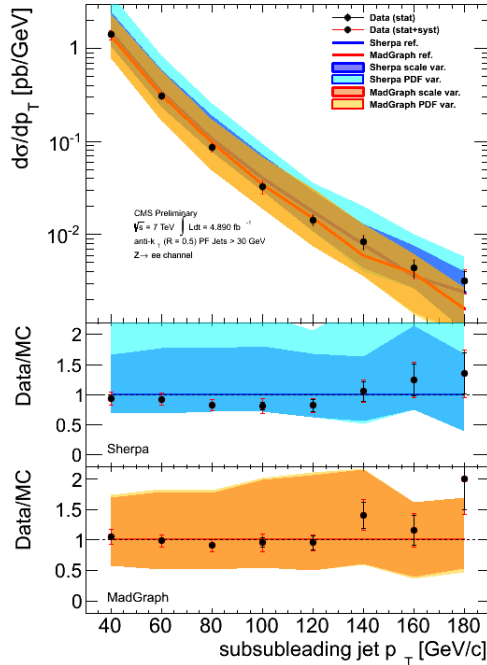 dσ/dp_T [pb/GeV]
1
10^-1
10^-2
Data (stat)
Data (stat+syst)
Sherpa ref.
MadGraph ref.
Sherpa scale var.
Sherpa PDF var.
MadGraph scale var.
MadGraph PDF var.
CMS Preliminary
√s = 7 TeV ∫ Ldt = 4.890 fb^-1
anti-k_T (R = 0.5) PF Jets > 30 GeV
Z→ ee channel
Data/MC
2
1.5
1
0.5
0
Sherpa
Data/MC
2
1.5
1
0.5
0
MadGraph
40 60 80 100 120 140 160 180
subsubleading jet p_T [GeV/c]